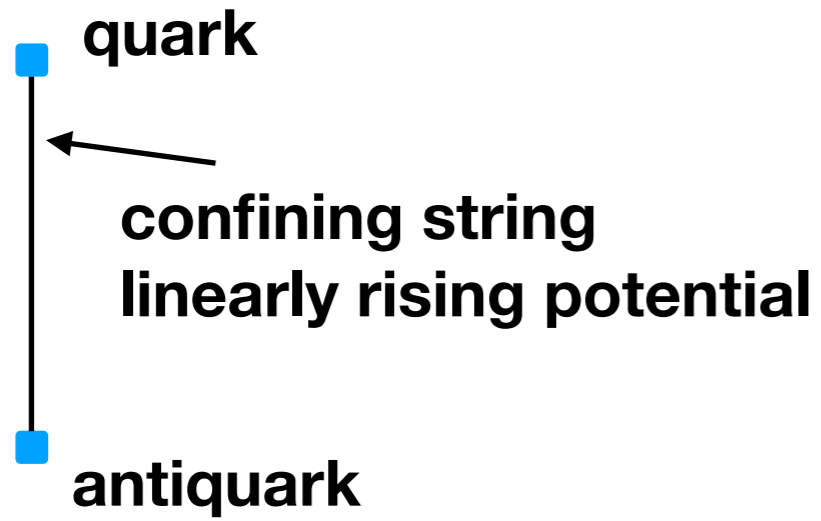 quark
confining string
linearly rising potential
antiquark